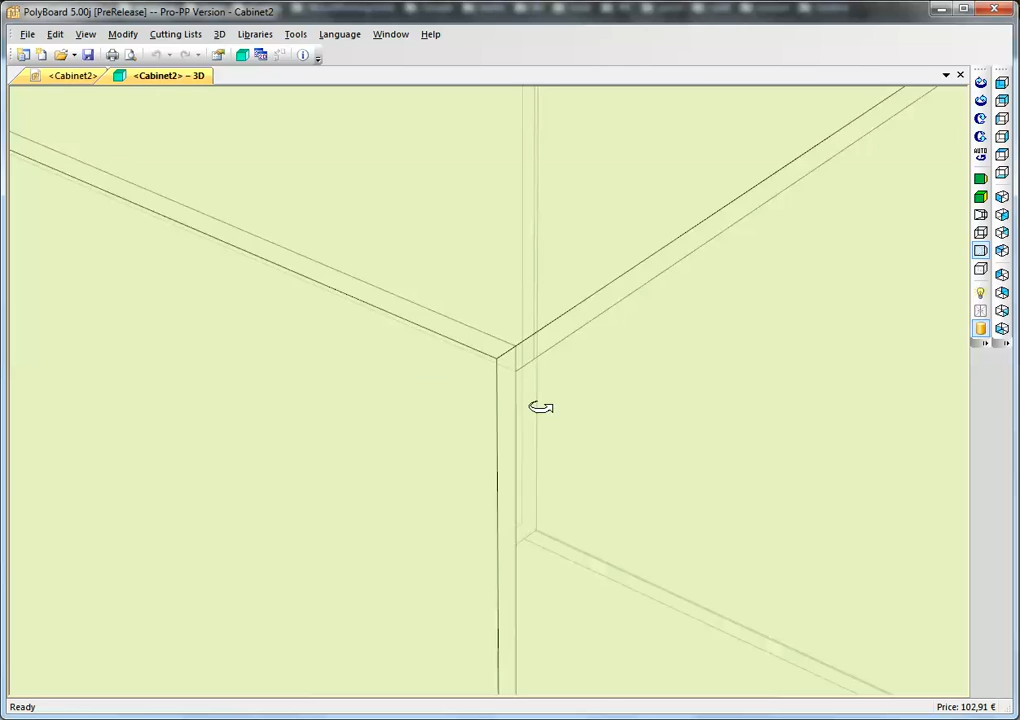 PolyBoard 5.00j [PreRelease] -- Pro-PP Version - Cabinet2
File Edit View Modify Cutting Lists 3D Libraries Tools Language Window Help
<Cabinet2> <Cabinet2> – 3D
AUTO
Ready Price: 102,91 €